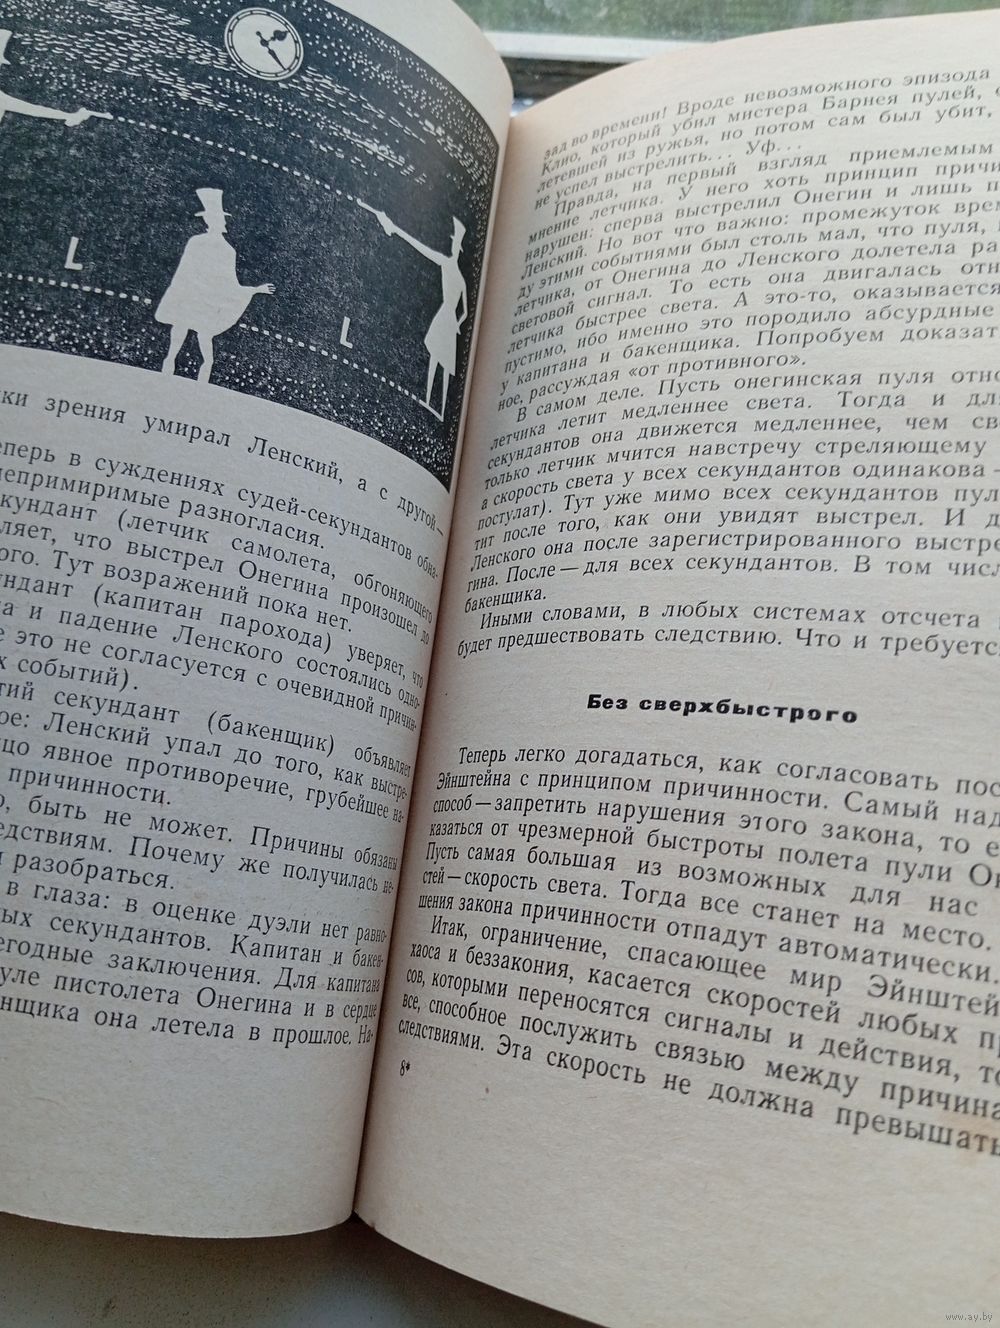 L
L
ки зрения умирал Ленский, а с другой—
перь в суждениях судей-секундантов обна-
непримиримые разногласия.
кундант (летчик самолета, обгоняющего
ляет, что выстрел Онегина произошел до
ого. Тут возражений пока нет.
ундант (капитан парохода) уверяет, что
а и падение Ленского состоялись одно-
е это не согласуется с очевидной причин-
х событий).
тий секундант (бакенщик) объявляет
ое: Ленский упал до того, как выстре-
цо явное противоречие, грубейшее на-
причинности.
о, быть не может. Причины обязаны
едствиям. Почему же получилась не-
разобраться.
в глаза: в оценке дуэли нет равно-
ых секундантов. Капитан и бакен-
егодные заключения. Для капитана
уле пистолета Онегина и в сердце
нщика она летела в прошлое. На-
зад во времени! Вроде невозможного эпизода
Клио, который убил мистера Барнея пулей,
летевшей из ружья, но потом сам был убит,
не успел выстрелить... Уф...
Правда, на первый взгляд приемлемым
мнение летчика. У него хоть принцип причи
нарушен: сперва выстрелил Онегин и лишь п
Ленский. Но вот что важно: промежуток врем
ду этими событиями был столь мал, что пуля,
летчика, от Онегина до Ленского долетела ра
световой сигнал. То есть она двигалась отн
летчика быстрее света. А это-то, оказывается
пустимо, ибо именно это породило абсурдные
у капитана и бакенщика. Попробуем доказат
ное, рассуждая «от противного».
В самом деле. Пусть онегинская пуля отно
летчика летит медленнее света. Тогда и дл
секундантов она движется медленнее, чем св
только летчик мчится навстречу стреляющему
а скорость света у всех секундантов одинакова —
постулат). Тут уже мимо всех секундантов пул
тит после того, как они увидят выстрел. И д
Ленского она после зарегистрированного выстре
гина. После — для всех секундантов. В том числ
бакенщика.
Иными словами, в любых системах отсчета
будет предшествовать следствию. Что и требуетс
Без сверхбыстрого
Теперь легко догадаться, как согласовать пос
Эйнштейна с принципом причинности. Самый над
способ — запретить нарушения этого закона, то е
казаться от чрезмерной быстроты полета пули Он
Пусть самая большая из возможных для нас
стей — скорость света. Тогда все станет на место.
шения закона причинности отпадут автоматически.
Итак, ограничение, спасающее мир Эйнштей
хаоса и беззакония, касается скоростей любых пр
сов, которыми переносятся сигналы и действия, то
все, способное послужить связью между причина
следствиями. Эта скорость не должна превышать
8*
www.ay.by